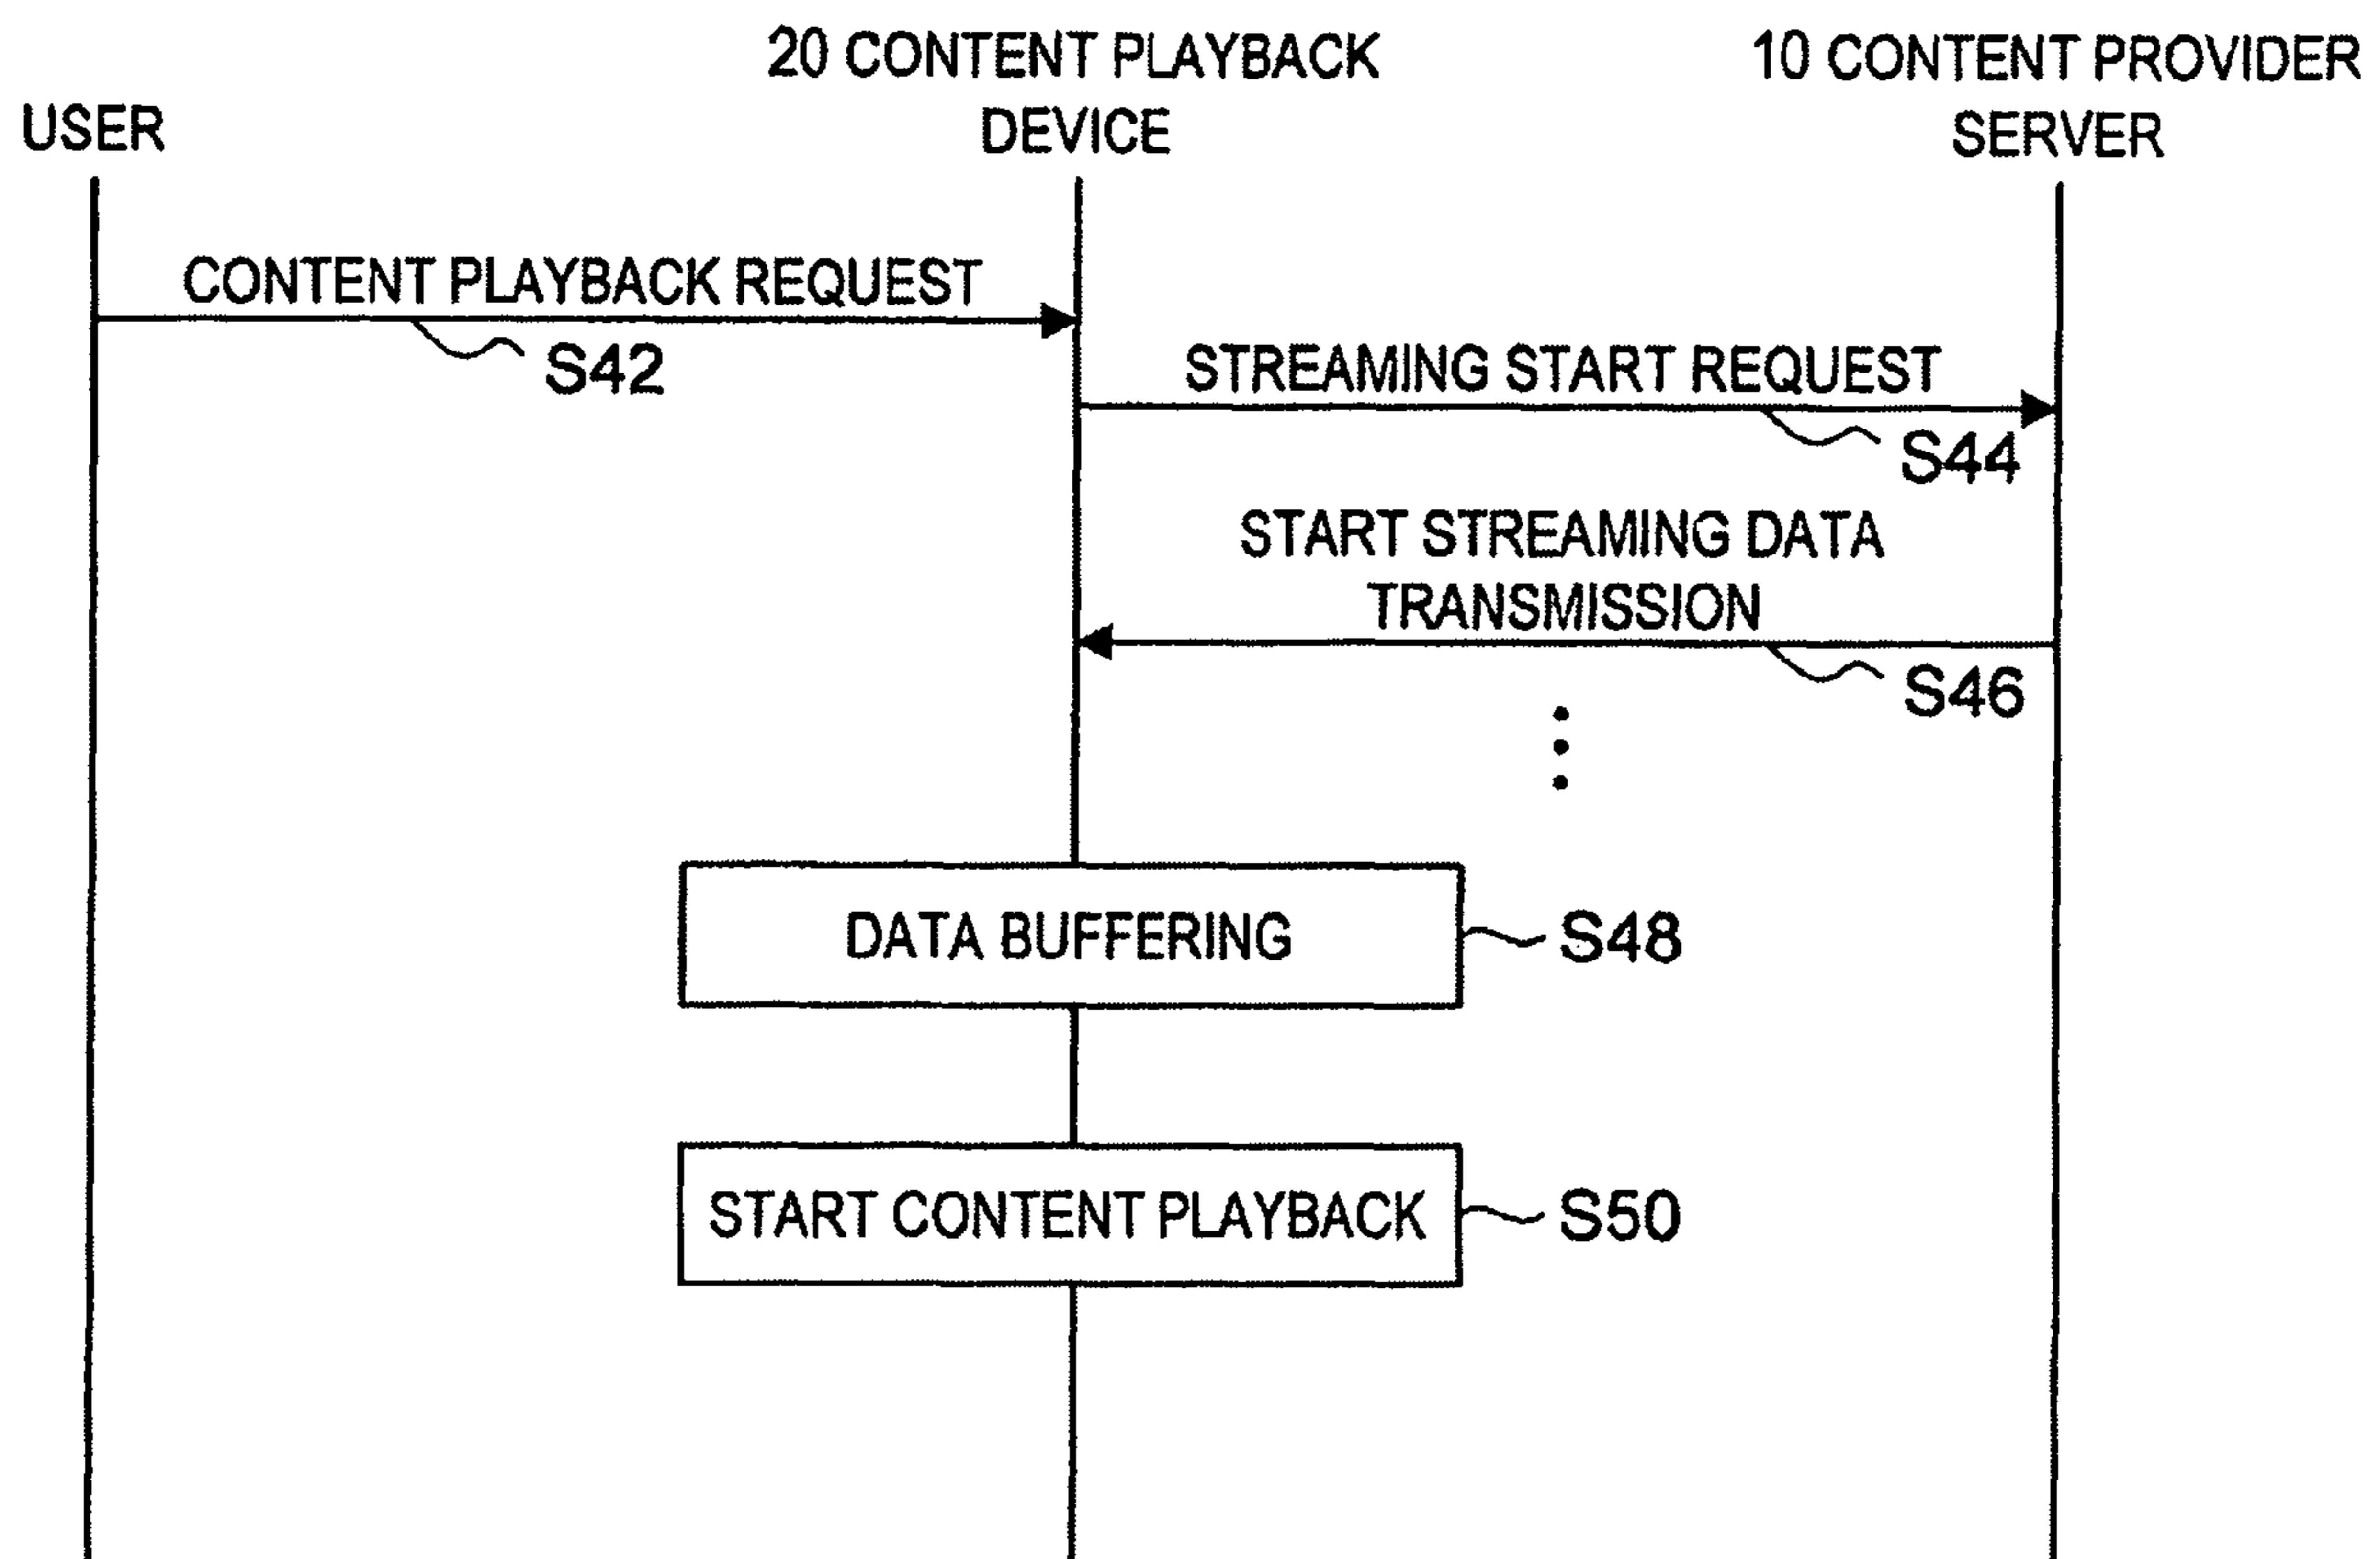 USER
20 CONTENT PLAYBACK
DEVICE
10 CONTENT PROVIDER
SERVER
CONTENT PLAYBACK REQUEST
S42
STREAMING START REQUEST
S44
START STREAMING DATA
TRANSMISSION
S46
DATA BUFFERING
S48
START CONTENT PLAYBACK
S50